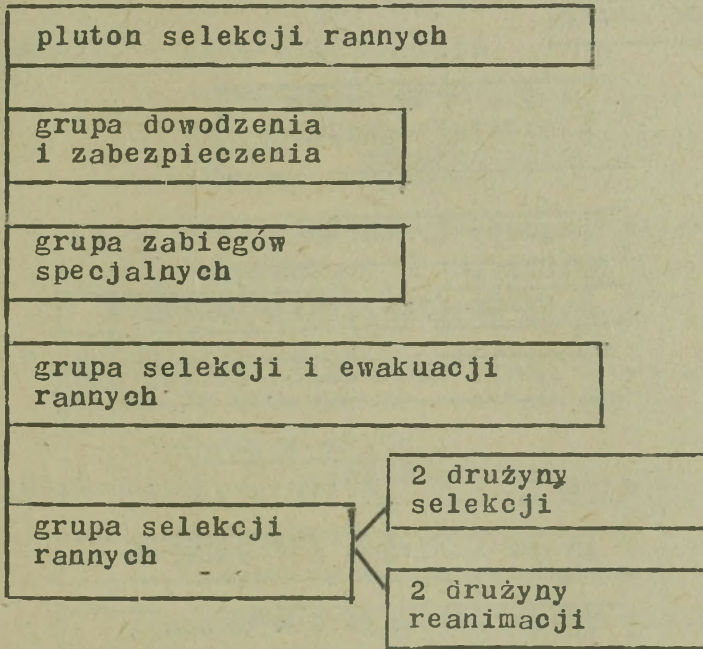 pluton selekcji rannych
grupa dowodzenia
i zabezpieczenia
grupa zabiegów
specjalnych
grupa selekcji i ewakuacji
rannych
2 drużyny
selekcji
grupa selekcji
rannych
2 drużyny
reanimacji